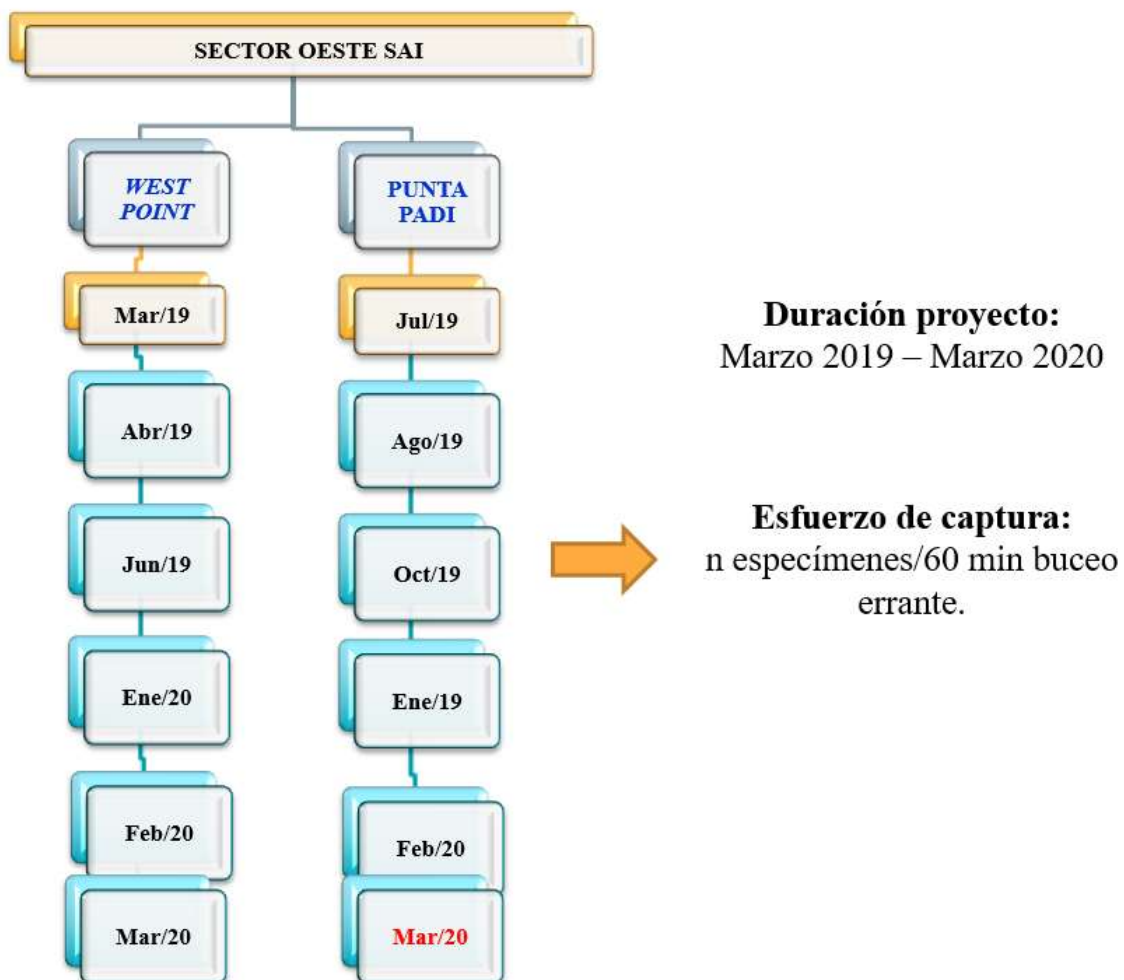 SECTOR OESTE SAI
WEST
POINT
Mar/19
Abr/19
Jun/19
Ene/20
Feb/20
Mar/20
PUNTA
PADI
Jul/19
Ago/19
Oct/19
Ene/19
Feb/20
Mar/20
Duración proyecto:
Marzo 2019 – Marzo 2020
Esfuerzo de captura:
n especímenes/60 min buceo
errante.